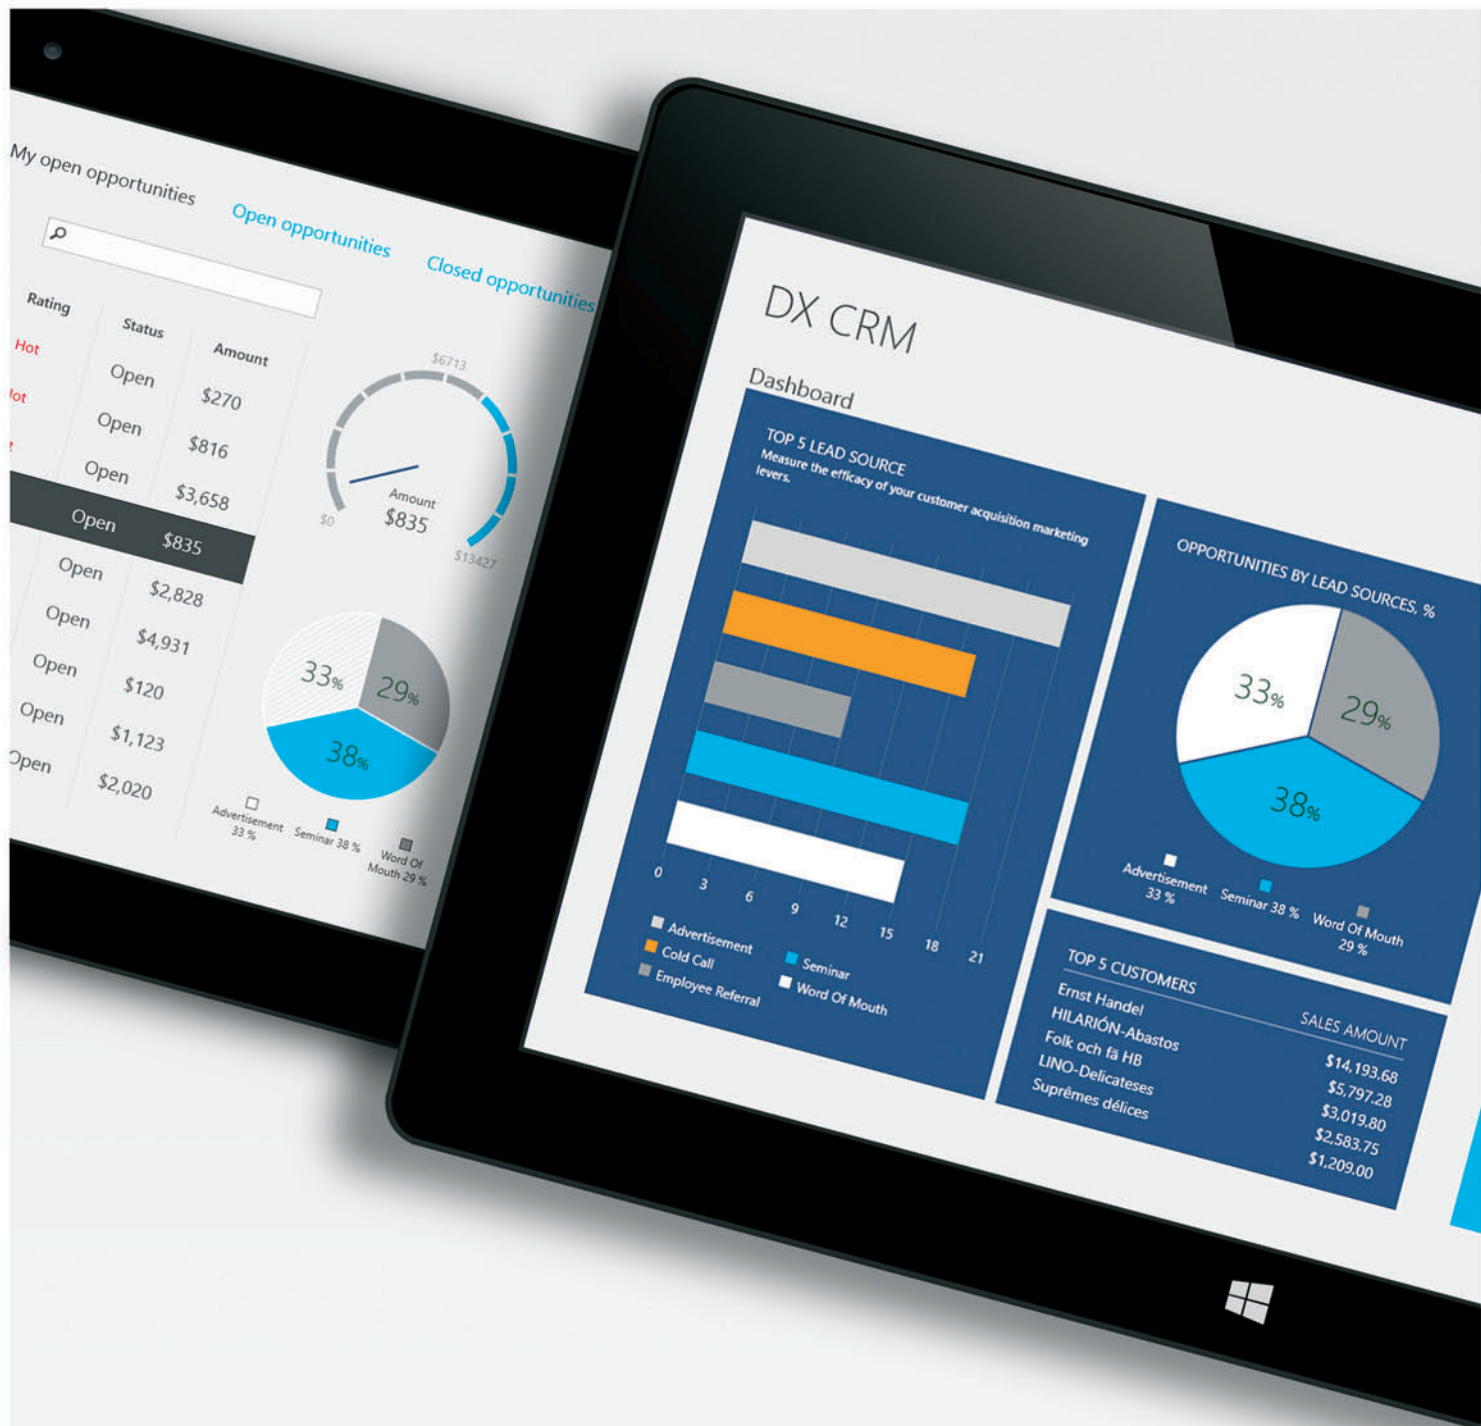 My open opportunities
Open opportunities
Closed opportunities
Rating
Status
Amount
Hot
Open
$270
Open
$816
Open
$3,658
Open
$835
Open
$2,828
Open
$4,931
Open
$120
Open
$1,123
Open
$2,020
$6713
Amount
$835
$0
$13427
33%
29%
38%
Advertisement
33 %
Seminar 38 %
Word Of
Mouth 29 %
DX CRM
Dashboard
TOP 5 LEAD SOURCE
Measure the efficacy of your customer acquisition marketing
levers.
0
3
6
9
12
15
18
21
Advertisement
Cold Call
Employee Referral
Seminar
Word Of Mouth
OPPORTUNITIES BY LEAD SOURCES, %
33%
29%
38%
Advertisement
33 %
Seminar 38 %
Word Of Mouth
29 %
TOP 5 CUSTOMERS
SALES AMOUNT
Ernst Handel
$14,193.68
HILARIÓN-Abastos
$5,797.28
Folk och fä HB
$3,019.80
LINO-Delicateses
$2,583.75
Suprêmes délices
$1,209.00